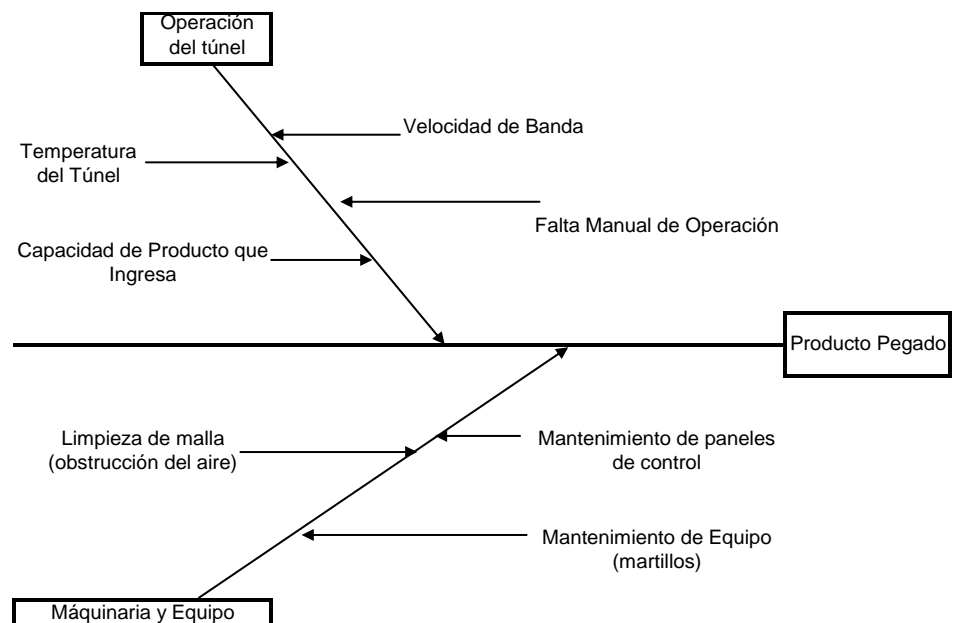 Operación
del túnel
Velocidad de Banda
Temperatura
del Túnel
Falta Manual de Operación
Capacidad de Producto que
Ingresa
Producto Pegado
Limpieza de malla
(obstrucción del aire)
Mantenimiento de paneles
de control
Mantenimiento de Equipo
(martillos)
Máquinaria y Equipo